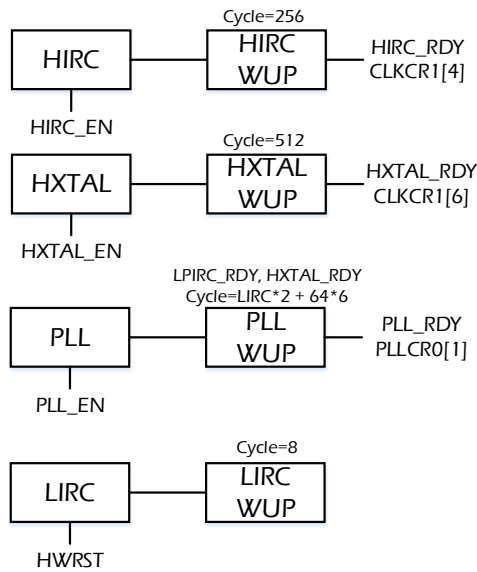 Cycle=256
HIRC
HIRC
WUP
HIRC_RDY
CLKCR1[4]
HIRC_EN
Cycle=512
HXTAL
HXTAL
WUP
HXTAL_RDY
CLKCR1[6]
HXTAL_EN
LPIRC_RDY, HXTAL_RDY
Cycle=LIRC*2 + 64*6
PLL
PLL
WUP
PLL_RDY
PLLCR0[1]
PLL_EN
Cycle=8
LIRC
LIRC
WUP
HWRST